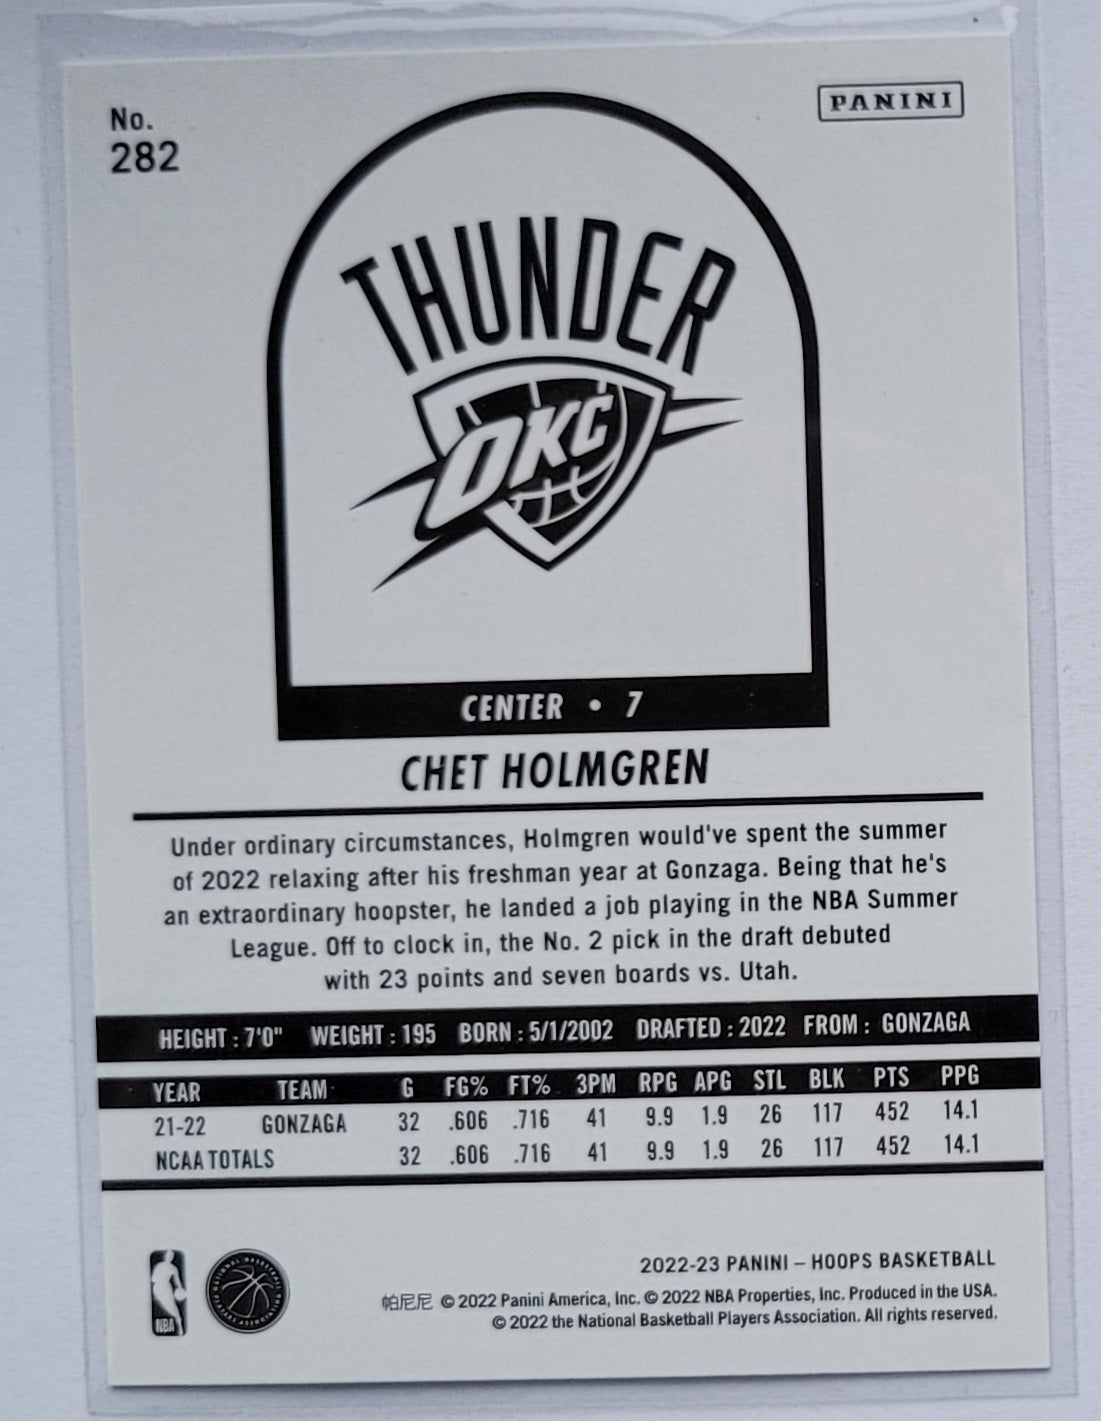 No.
282
PANINI
THUNDER
OKC
CENTER • 7
CHET HOLMGREN
Under ordinary circumstances, Holmgren would've spent the summer
of 2022 relaxing after his freshman year at Gonzaga. Being that he's
an extraordinary hoopster, he landed a job playing in the NBA Summer
League. Off to clock in, the No. 2 pick in the draft debuted
with 23 points and seven boards vs. Utah.
HEIGHT : 7'0" WEIGHT : 195 BORN : 5/1/2002 DRAFTED : 2022 FROM : GONZAGA
YEAR TEAM G FG% FT% 3PM RPG APG STL BLK PTS PPG
21-22 GONZAGA 32 .606 .716 41 9.9 1.9 26 117 452 14.1
NCAA TOTALS 32 .606 .716 41 9.9 1.9 26 117 452 14.1
2022-23 PANINI – HOOPS BASKETBALL
帕尼尼 © 2022 Panini America, Inc. © 2022 NBA Properties, Inc. Produced in the USA.
© 2022 the National Basketball Players Association. All rights reserved.
NBA
NATIONAL BASKETBALL PLAYERS ASSOCIATION